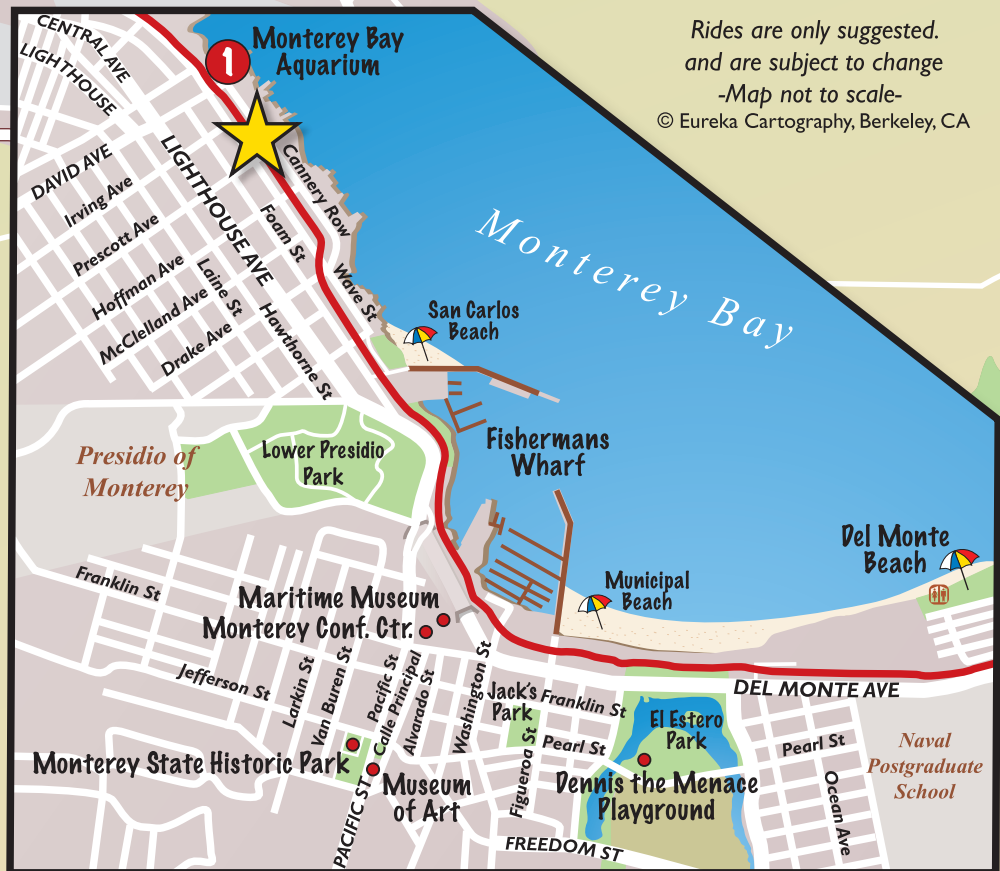 Rides are only suggested.
and are subject to change
-Map not to scale-
© Eureka Cartography, Berkeley, CA
CENTRAL AVE
LIGHTHOUSE
1
Monterey Bay
Aquarium
DAVID AVE
Irving Ave
Prescott Ave
Hoffman Ave
McClelland Ave
Drake Ave
LIGHTHOUSE AVE
Laine St
Foam St
Hawthorne St
Cannery Row
Wave St
Monterey Bay
San Carlos
Beach
Presidio of
Monterey
Lower Presidio
Park
Fishermans
Wharf
Del Monte
Beach
Municipal
Beach
Franklin St
Maritime Museum
Monterey Conf. Ctr.
Jefferson St
Larkin St
Van Buren St
Pacific St
Calle Principal
Alvarado St
Washington St
Jack's
Park
Franklin St
DEL MONTE AVE
El Estero
Park
Pearl St
Figueroa St
Pearl St
Naval
Postgraduate
School
Monterey State Historic Park
Museum
of Art
Dennis the Menace
Playground
PACIFIC ST
Ocean Ave
FREEDOM ST